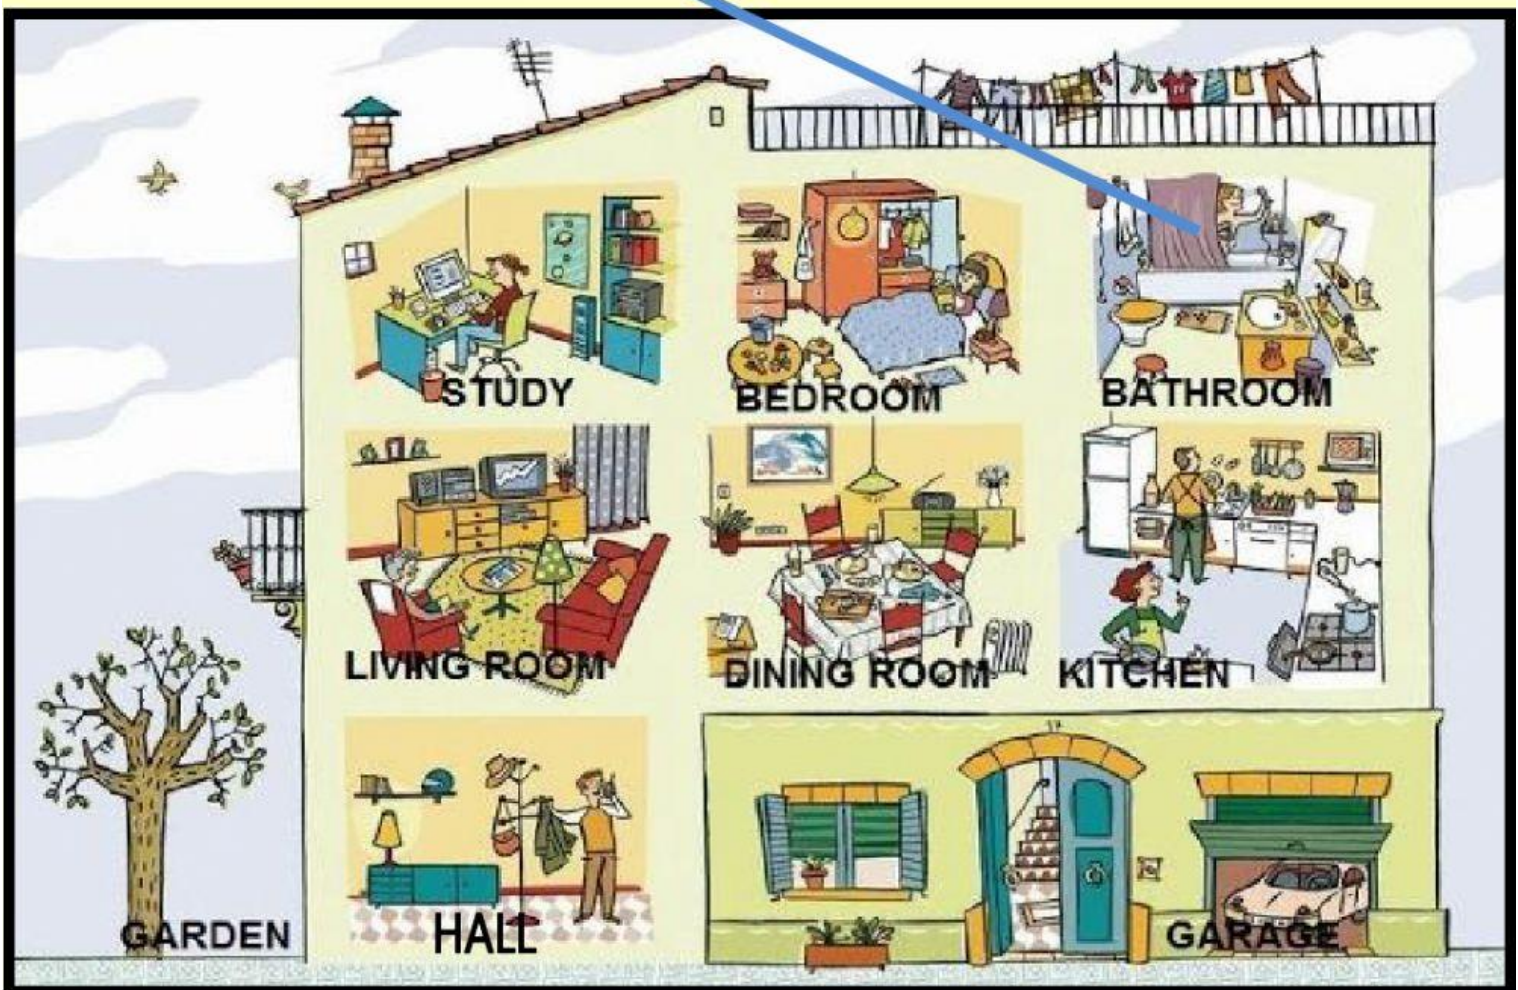 STUDY
BEDROOM
BATHROOM
LIVING ROOM
DINING ROOM
KITCHEN
GARDEN
HALL
GARAGE